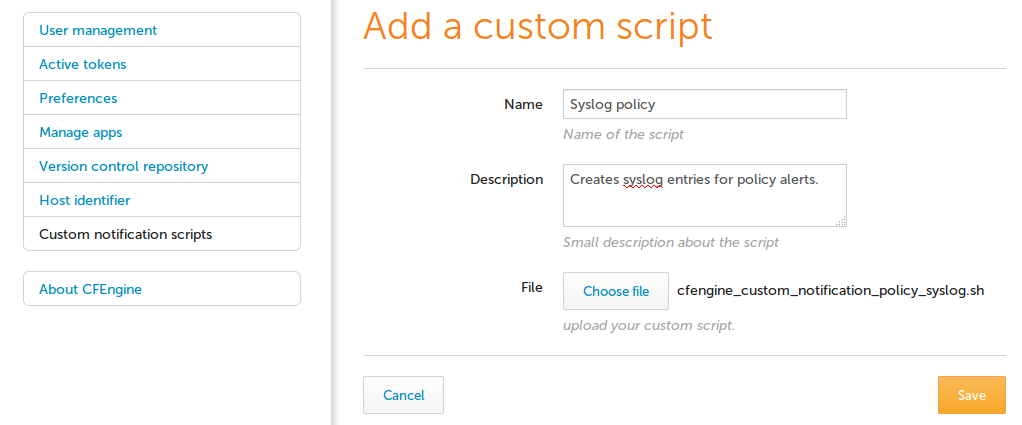 User management
Active tokens
Preferences
Manage apps
Version control repository
Host identifier
Custom notification scripts
About CFEngine
Add a custom script
Name
Syslog policy
Name of the script
Description
Creates syslog entries for policy alerts.
Small description about the script
File
Choose file
cfengine_custom_notification_policy_syslog.sh
upload your custom script.
Cancel
Save